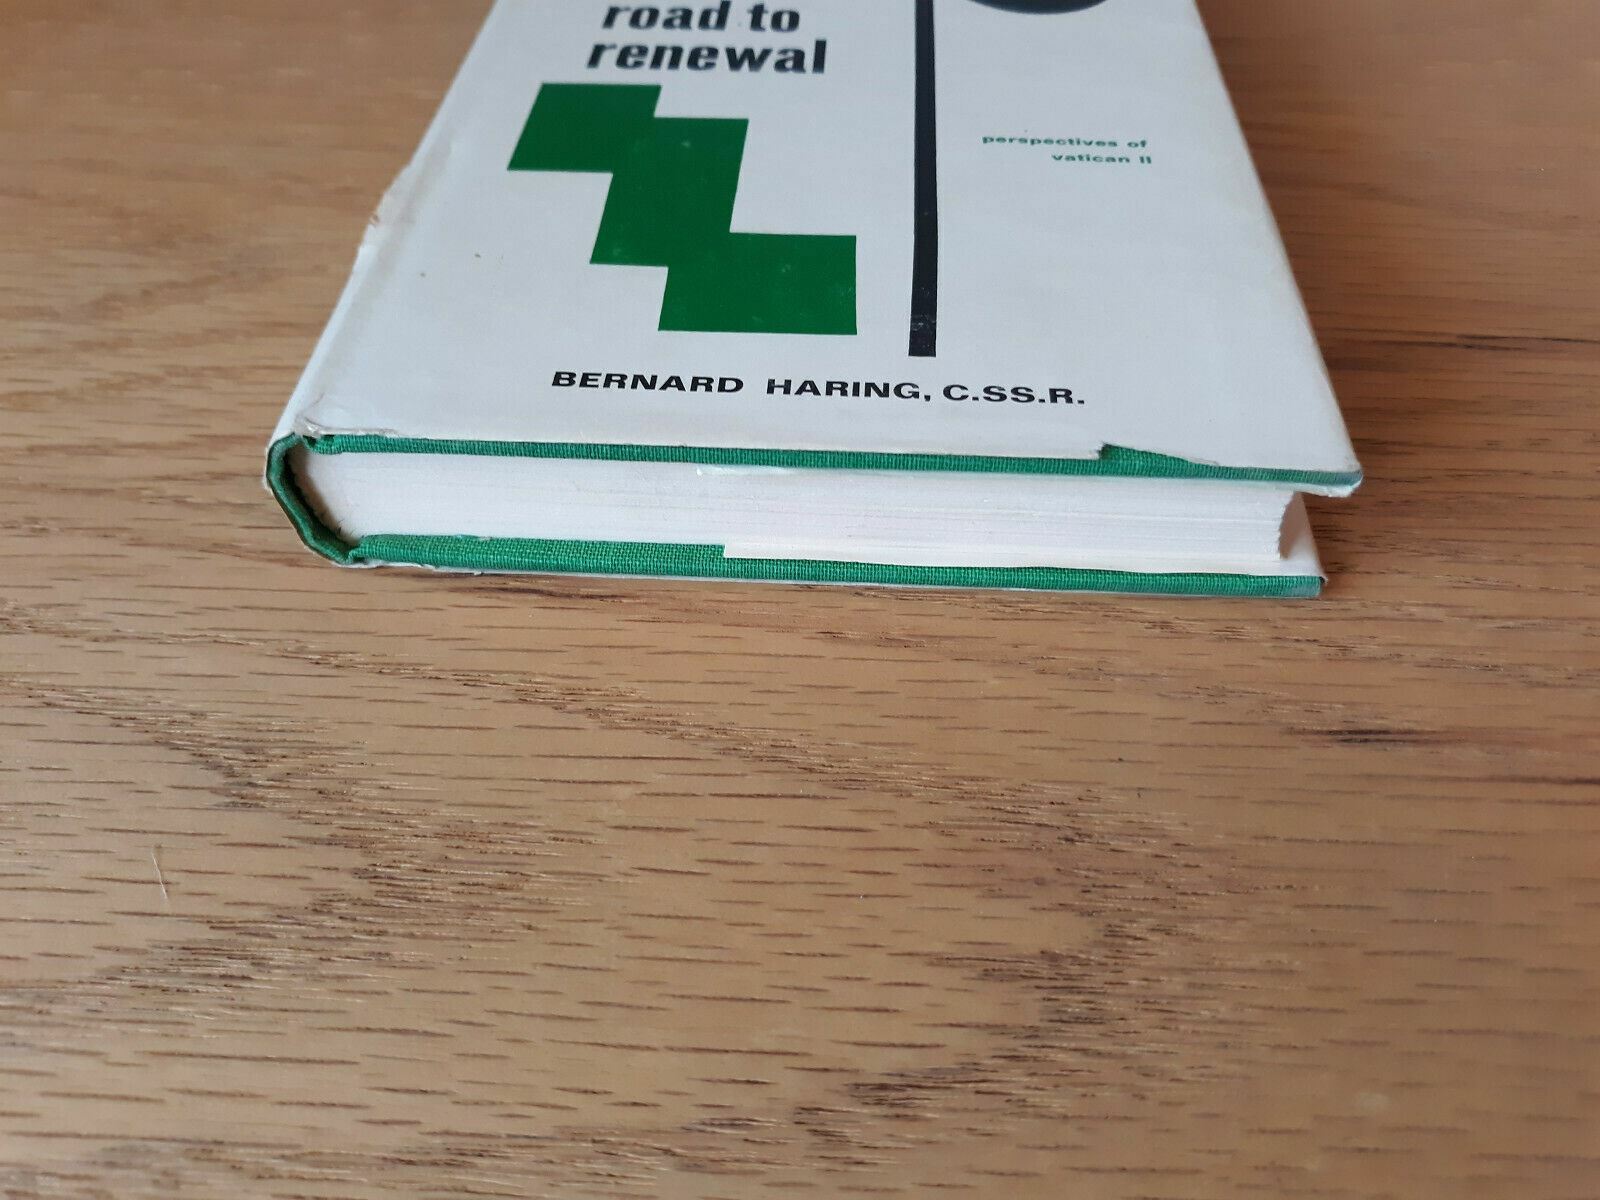 road to
renewal
perspectives of
vatican II
BERNARD HARING, C.SS.R.